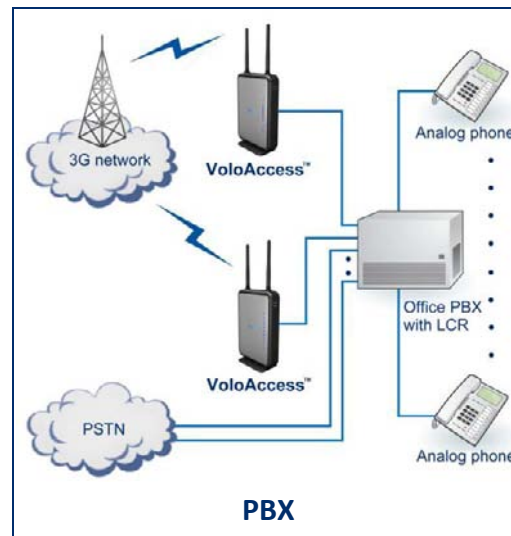 3G network
VoloAccess™
Analog phone
Office PBX
with LCR
VoloAccess™
PSTN
Analog phone
PBX